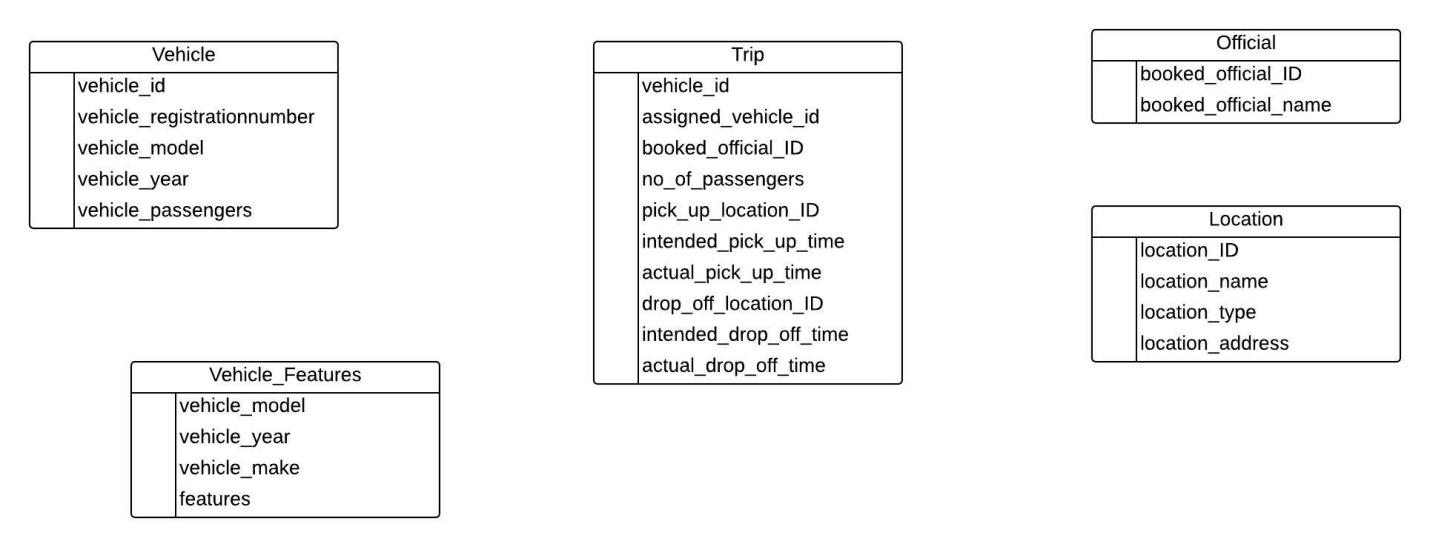 Vehicle
vehicle_id
vehicle_registrationnumber
vehicle_model
vehicle_year
vehicle_passengers
Vehicle_Features
vehicle_model
vehicle_year
vehicle_make
features
Trip
vehicle_id
assigned_vehicle_id
booked_official_ID
no_of_passengers
pick_up_location_ID
intended_pick_up_time
actual_pick_up_time
drop_off_location_ID
intended_drop_off_time
actual_drop_off_time
Official
booked_official_ID
booked_official_name
Location
location_ID
location_name
location_type
location_address